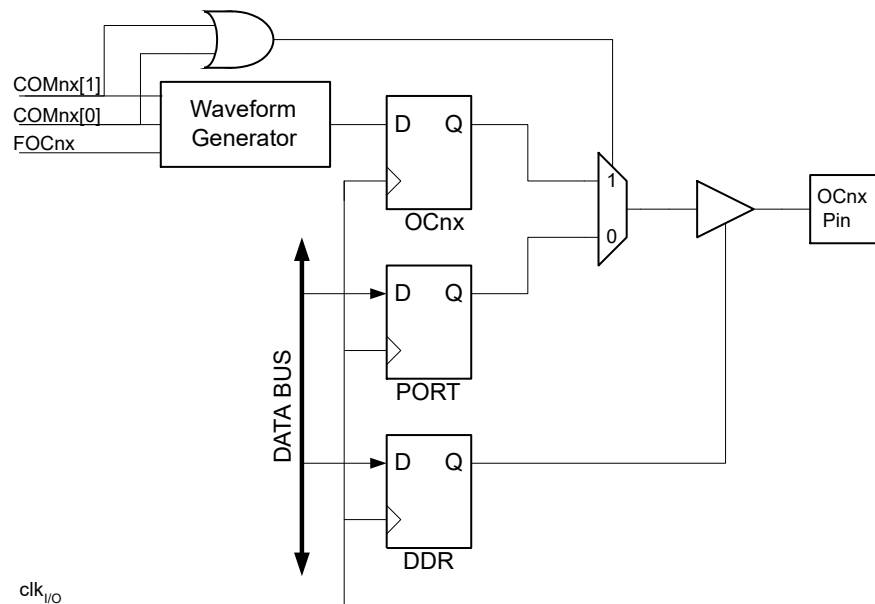 COMnx[1]
COMnx[0]
FOCnx
Waveform
Generator
D Q
OCnx
1
0
OCnx
Pin
D Q
PORT
DATA BUS
D Q
DDR
clkI/O